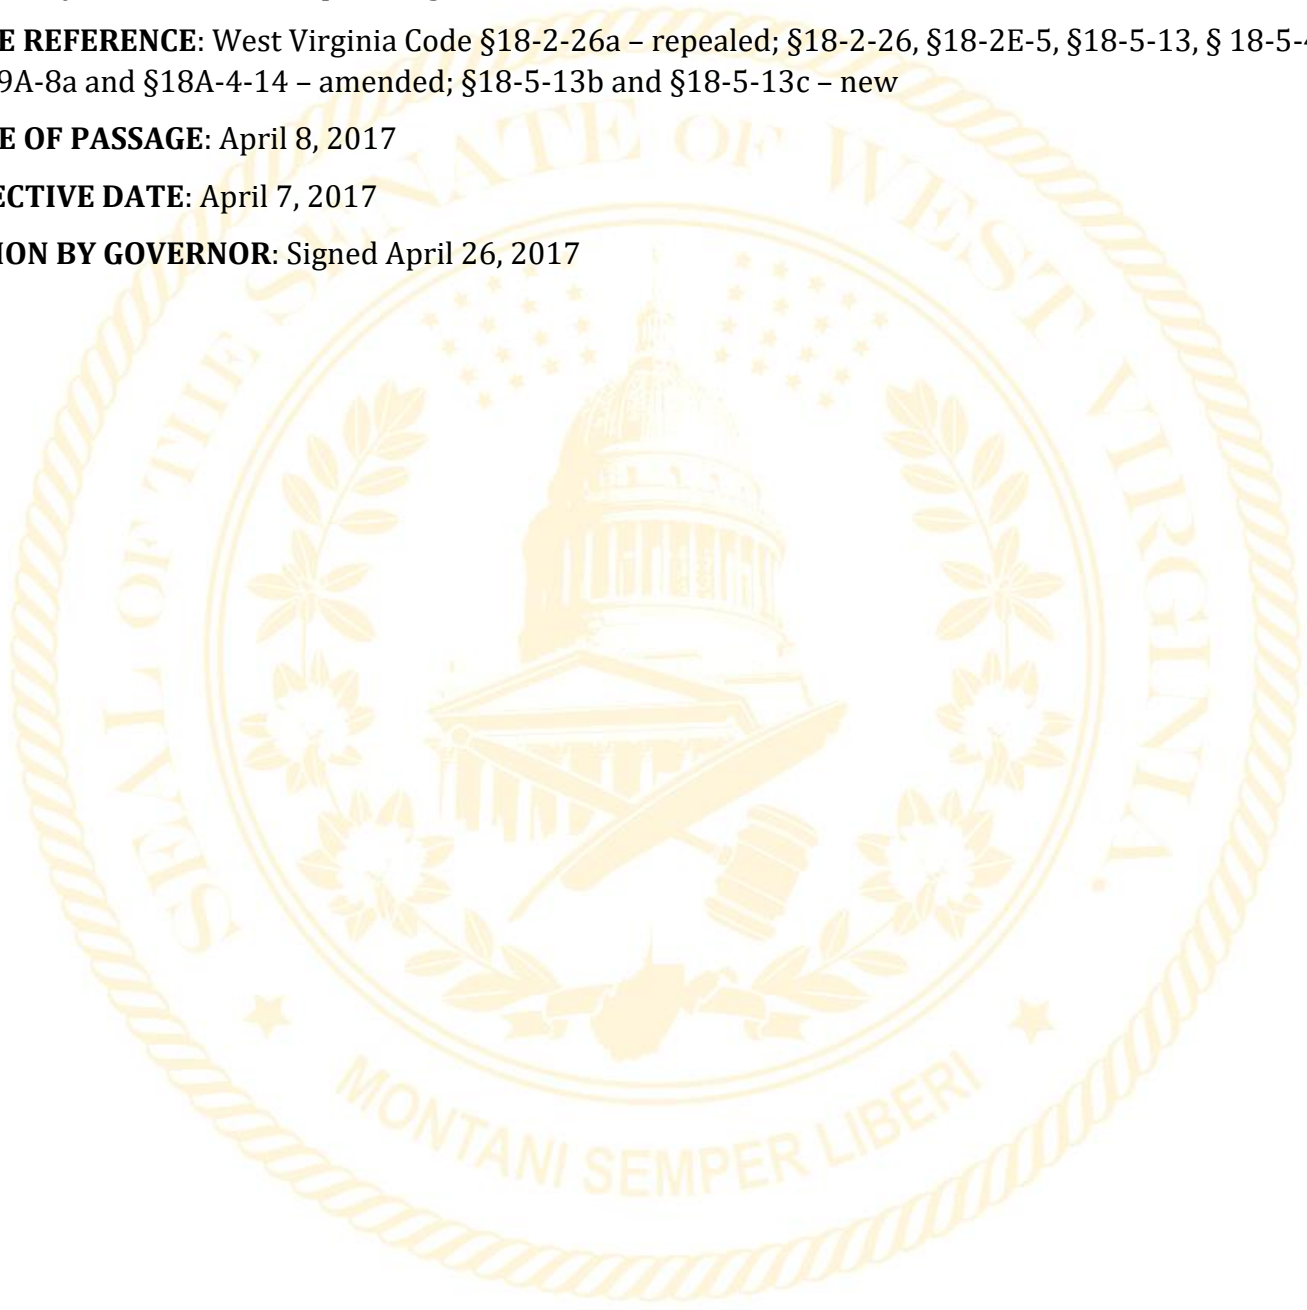 E REFERENCE: West Virginia Code §18-2-26a – repealed; §18-2-26, §18-2E-5, §18-5-13, § 18-5-4
9A-8a and §18A-4-14 – amended; §18-5-13b and §18-5-13c – new
E OF PASSAGE: April 8, 2017
ECTIVE DATE: April 7, 2017
ION BY GOVERNOR: Signed April 26, 2017
SEAL OF THE SENATE OF WEST VIRGINIA.
MONTANI SEMPER LIBERI